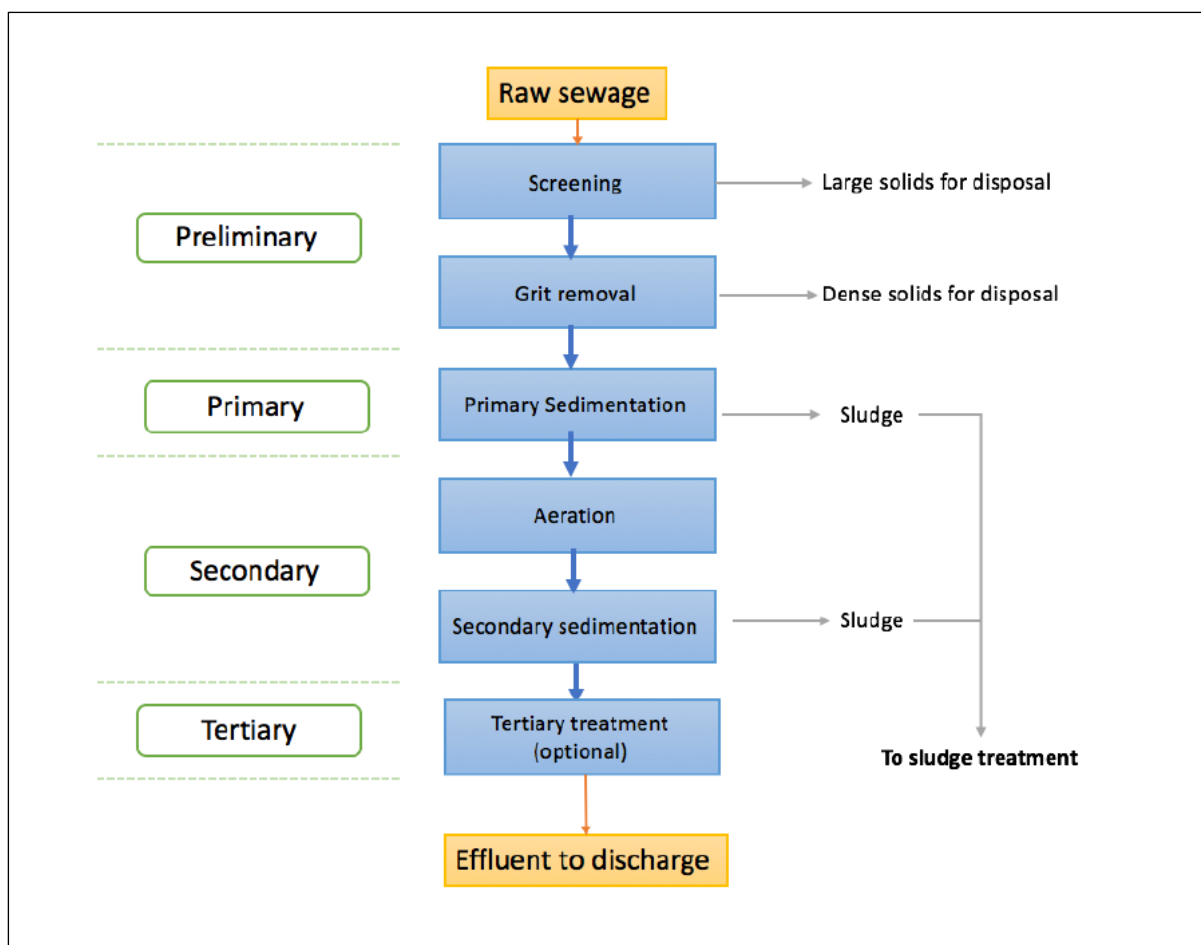 Raw sewage
Screening
Large solids for disposal
Preliminary
Grit removal
Dense solids for disposal
Primary
Primary Sedimentation
Sludge
Aeration
Secondary
Secondary sedimentation
Sludge
Tertiary
Tertiary treatment
(optional)
To sludge treatment
Effluent to discharge